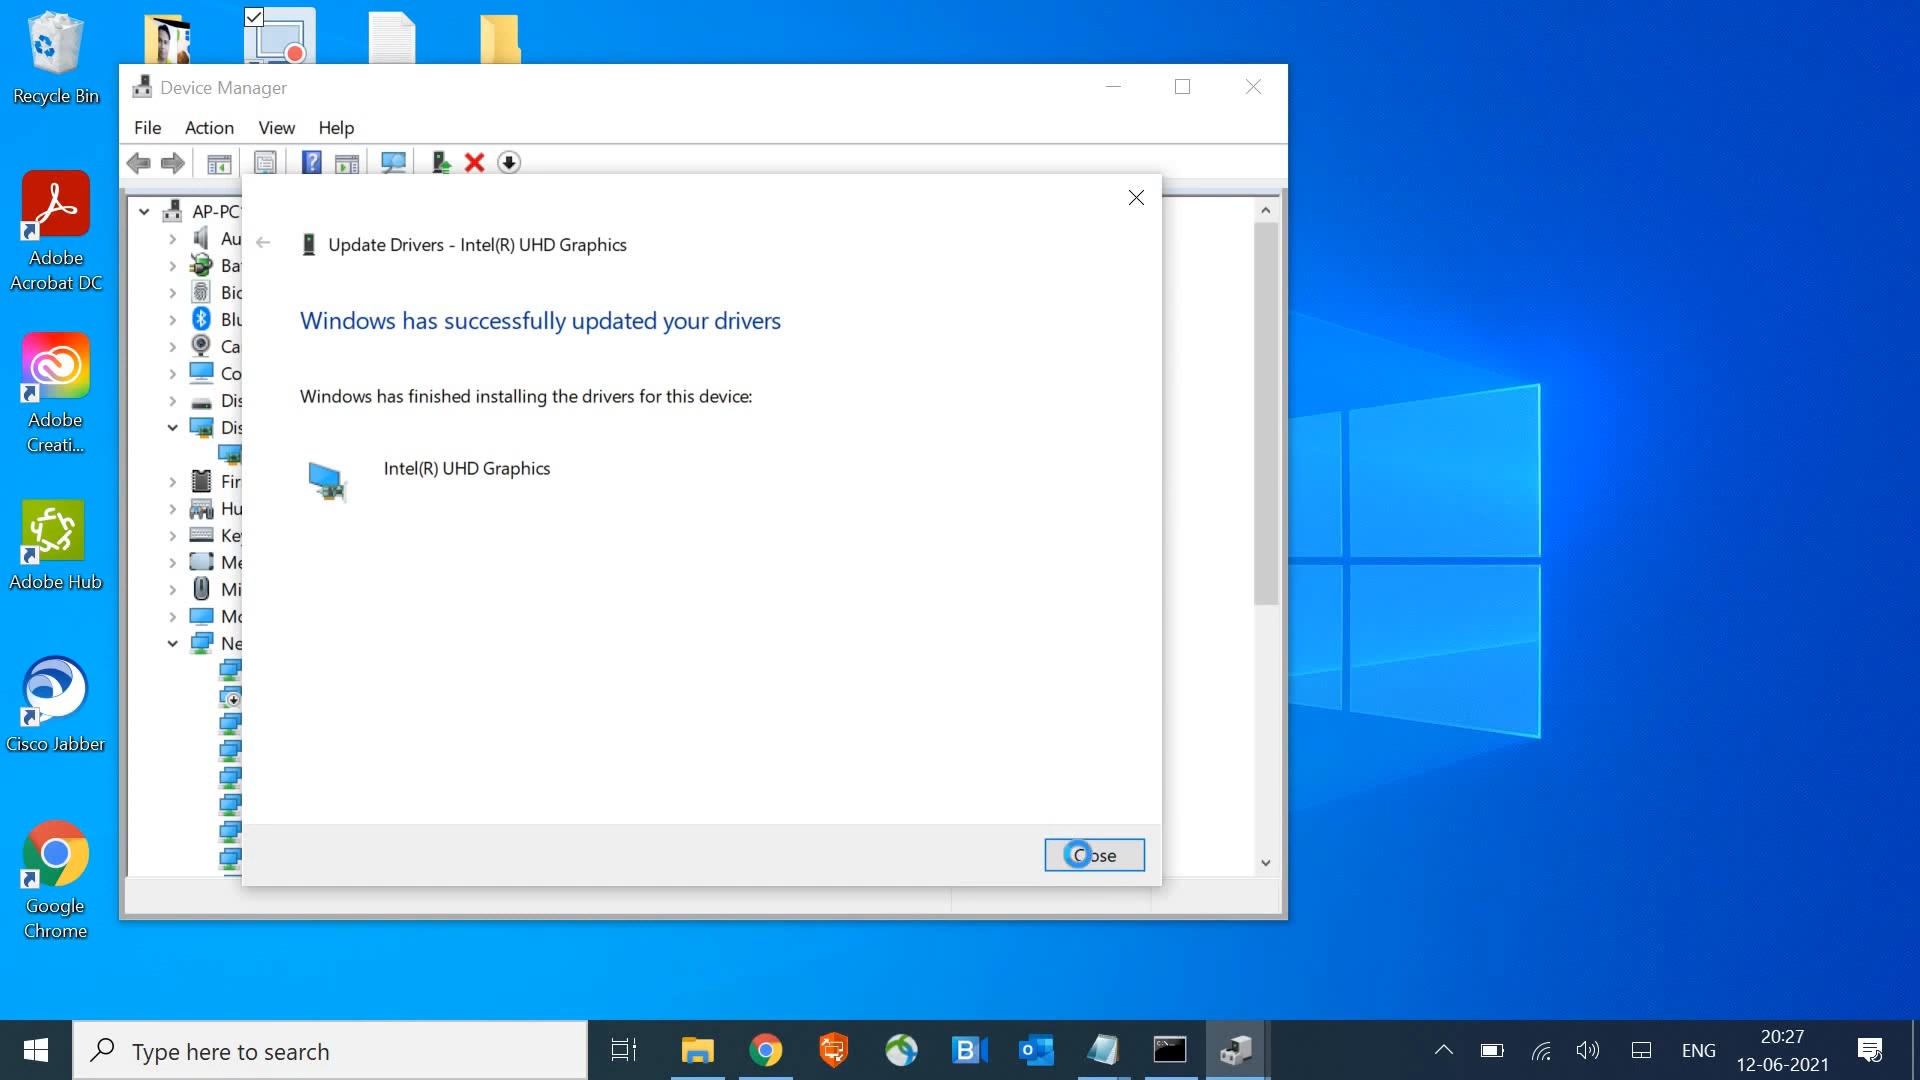 Recycle Bin
Adobe
Acrobat DC
Adobe
Creati...
Adobe Hub
Cisco Jabber
Google
Chrome
Device Manager
File Action View Help
AP-PC
Au
Bat
Bio
Blu
Ca
Co
Dis
Dis
Fir
Hu
Key
Me
Mi
Mo
Ne
Update Drivers - Intel(R) UHD Graphics
Windows has successfully updated your drivers
Windows has finished installing the drivers for this device:
Intel(R) UHD Graphics
Close
Type here to search
ENG
20:27
12-06-2021